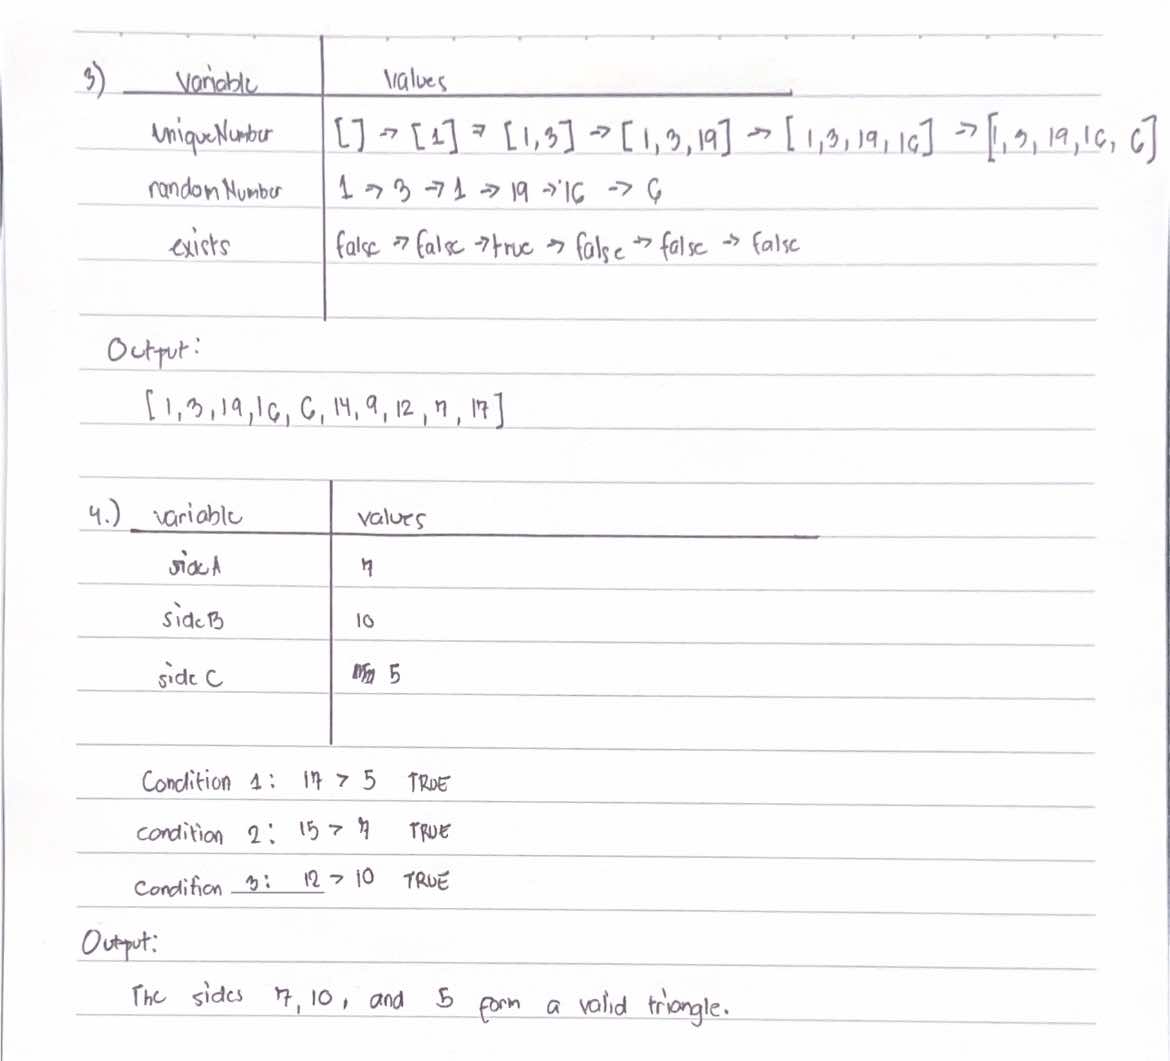 3) Variable Values
UniqueNumber [] → [1] → [1,3] → [1,3,19] → [1,3,19,16] → [1,3,19,16,6]
randomNumber 1 → 3 → 1 → 19 → 16 → 6
exists false → false → true → false → false → false
Output:
[1,3,19,16,6,14,9,12,7,17]
4.) variable values
sideA 7
sideB 10
side C 5
Condition 1: 17 > 5 TRUE
condition 2: 15 > 7 TRUE
Condition 3: 12 > 10 TRUE
Output:
The sides 7, 10, and 5 form a valid triangle.